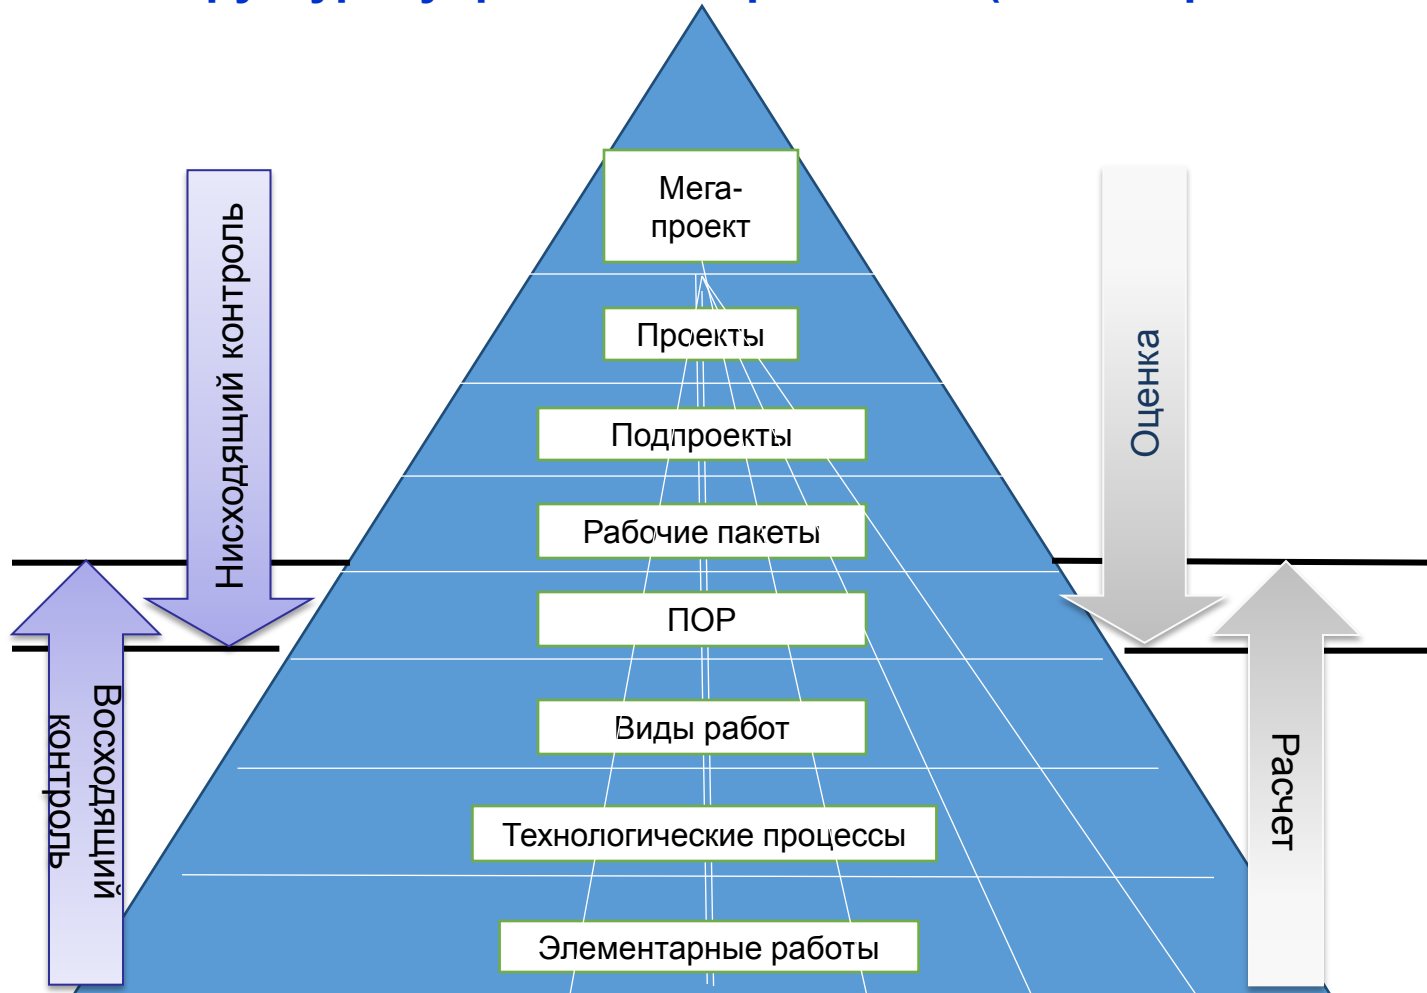 Мега-
проект
Проекты
Подпроекты
Рабочие пакеты
ПОР
Виды работ
Технологические процессы
Элементарные работы
Нисходящий контроль
Восходящий
контроль
Оценка
Расчет